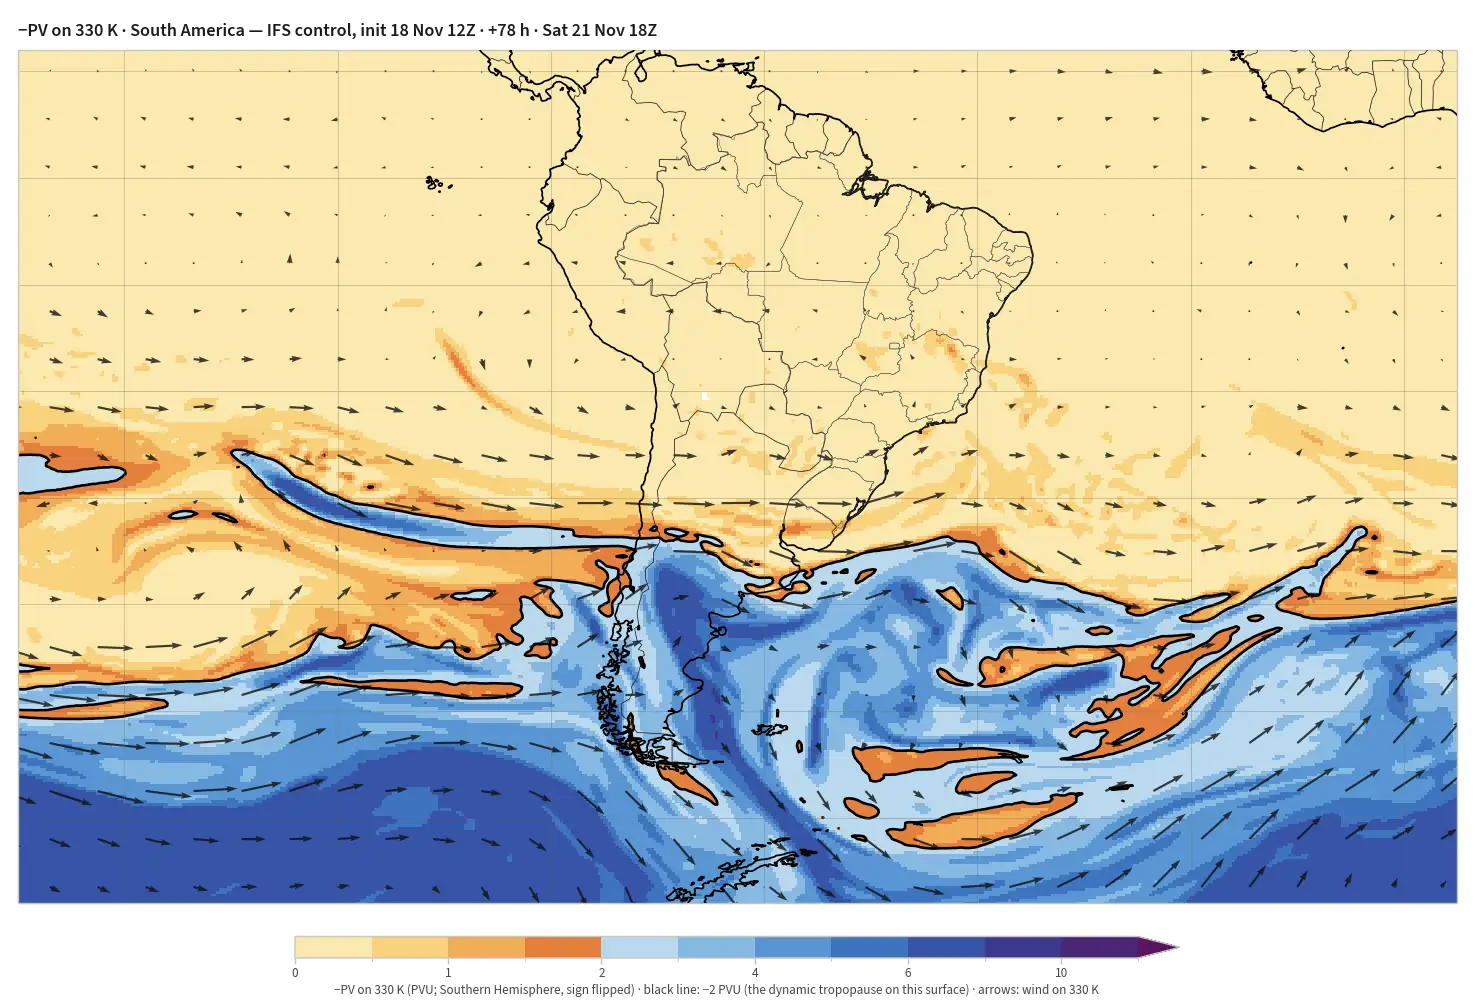 −PV on 330 K · South America — IFS control, init 18 Nov 12Z · +78 h · Sat 21 Nov 18Z
0 1 2 4 6 10
−PV on 330 K (PVU; Southern Hemisphere, sign flipped) · black line: −2 PVU (the dynamic tropopause on this surface) · arrows: wind on 330 K